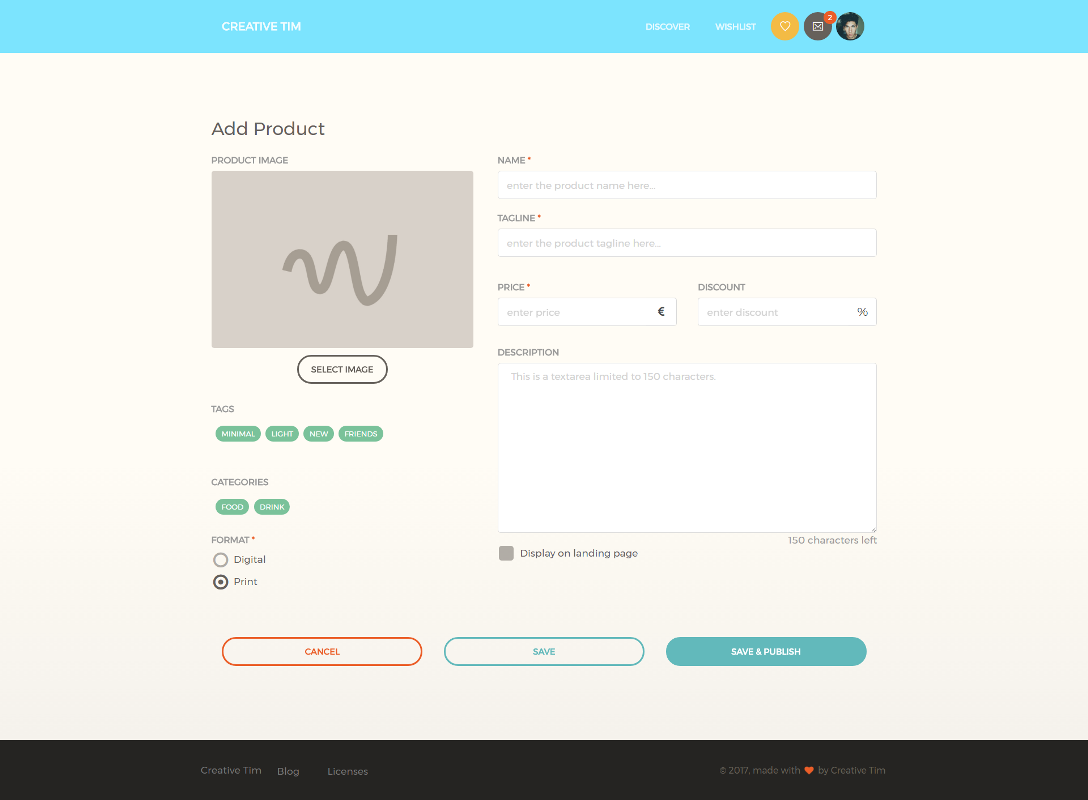 CREATIVE TIM
DISCOVER
WISHLIST
2
Add Product
PRODUCT IMAGE
SELECT IMAGE
TAGS
MINIMAL
LIGHT
NEW
FRIENDS
CATEGORIES
FOOD
DRINK
FORMAT *
Digital
Print
NAME *
enter the product name here...
TAGLINE *
enter the product tagline here...
PRICE *
enter price
€
DISCOUNT
enter discount
%
DESCRIPTION
This is a textarea limited to 150 characters.
150 characters left
Display on landing page
CANCEL
SAVE
SAVE & PUBLISH
Creative Tim
Blog
Licenses
© 2017, made with ♥ by Creative Tim